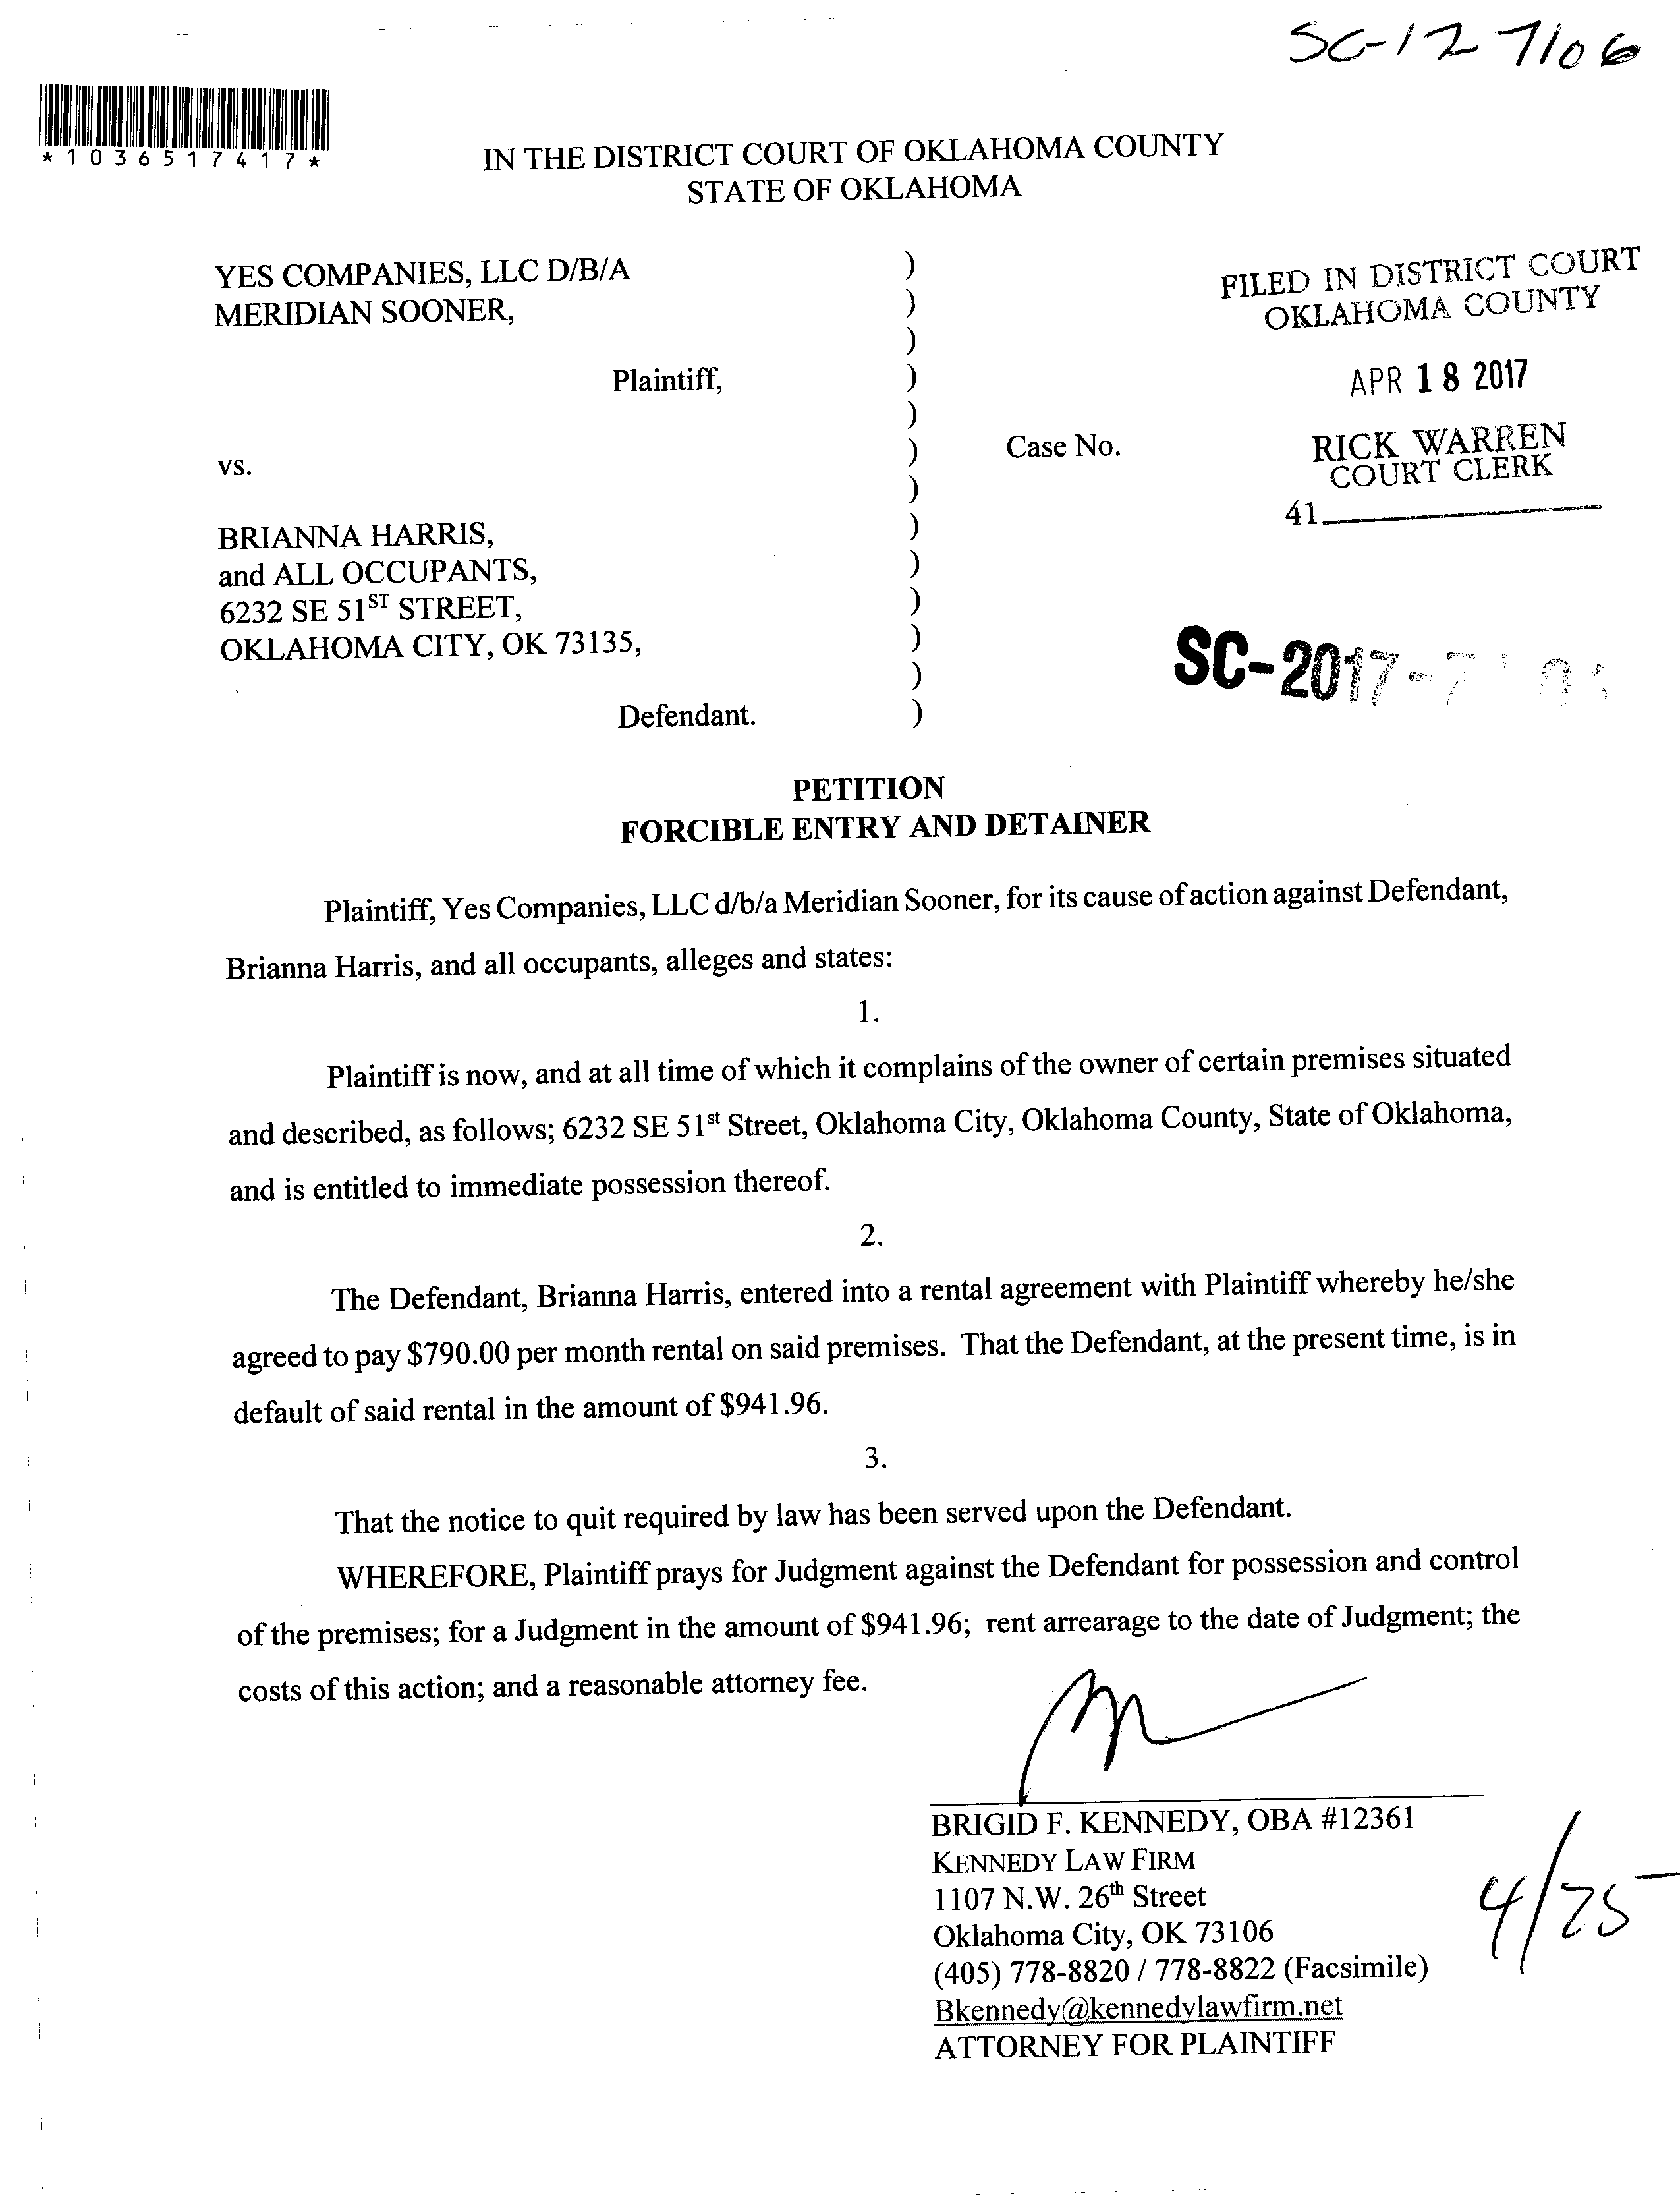 SC-17 7106
*1036517417*
IN THE DISTRICT COURT OF OKLAHOMA COUNTY
STATE OF OKLAHOMA
YES COMPANIES, LLC D/B/A
MERIDIAN SOONER,
Plaintiff,
vs.
BRIANNA HARRIS,
and ALL OCCUPANTS,
6232 SE 51ST STREET,
OKLAHOMA CITY, OK 73135,
Defendant.
)
)
)
)
)
)
)
)
)
)
)
)
)
Case No.
FILED IN DISTRICT COURT
OKLAHOMA COUNTY
APR 18 2017
RICK WARREN
COURT CLERK
41
SC-2017-
PETITION
FORCIBLE ENTRY AND DETAINER
Plaintiff, Yes Companies, LLC d/b/a Meridian Sooner, for its cause of action against Defendant,
Brianna Harris, and all occupants, alleges and states:
1.
Plaintiff is now, and at all time of which it complains of the owner of certain premises situated
and described, as follows; 6232 SE 51st Street, Oklahoma City, Oklahoma County, State of Oklahoma,
and is entitled to immediate possession thereof.
2.
The Defendant, Brianna Harris, entered into a rental agreement with Plaintiff whereby he/she
agreed to pay $790.00 per month rental on said premises. That the Defendant, at the present time, is in
default of said rental in the amount of $941.96.
3.
That the notice to quit required by law has been served upon the Defendant.
WHEREFORE, Plaintiff prays for Judgment against the Defendant for possession and control
of the premises; for a Judgment in the amount of $941.96; rent arrearage to the date of Judgment; the
costs of this action; and a reasonable attorney fee.
BRIGID F. KENNEDY, OBA #12361
KENNEDY LAW FIRM
1107 N.W. 26th Street
Oklahoma City, OK 73106
(405) 778-8820 / 778-8822 (Facsimile)
Bkennedy@kennedylawfirm.net
ATTORNEY FOR PLAINTIFF
4/25